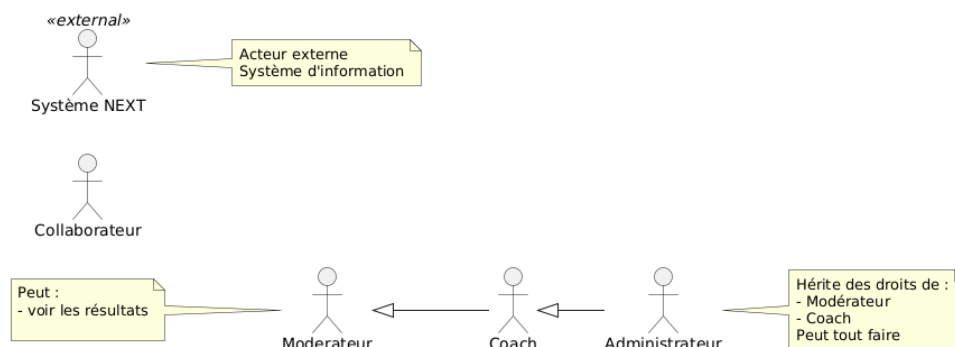 «external»
Système NEXT
Acteur externe
Système d'information
Collaborateur
Peut :
- voir les résultats
Moderateur
Coach
Administrateur
Hérite des droits de :
- Modérateur
- Coach
Peut tout faire